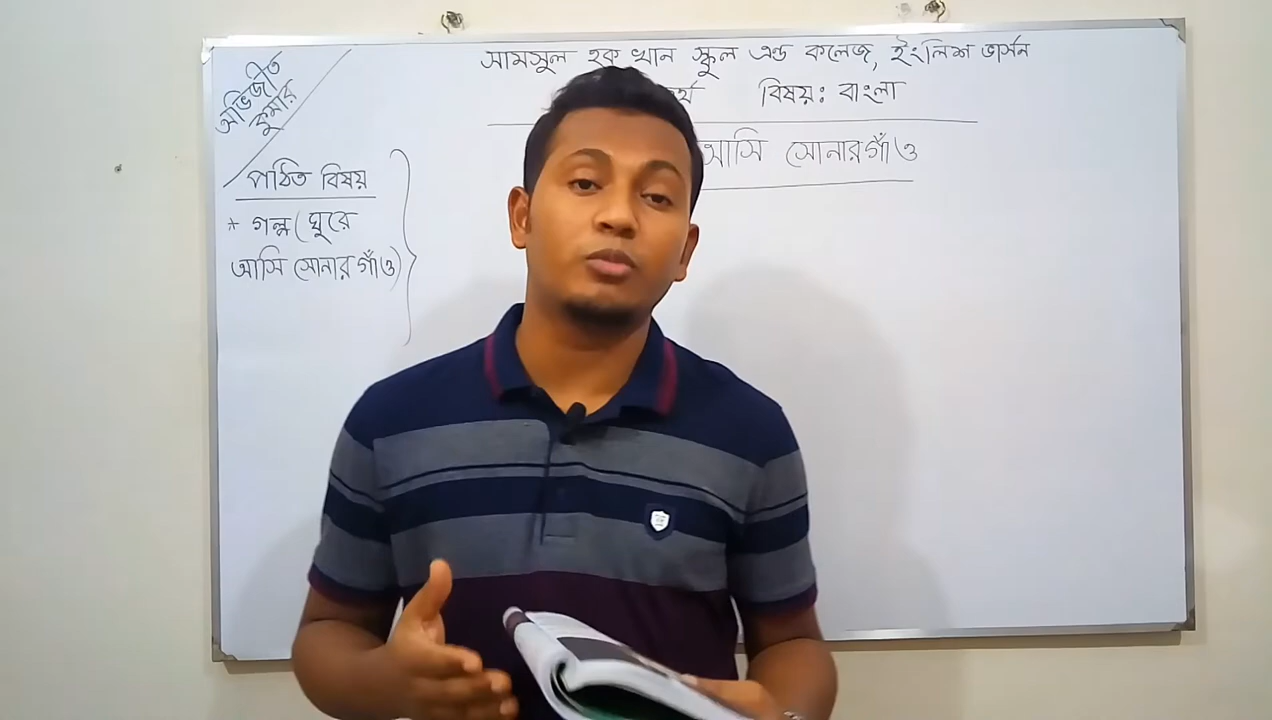 সামসুল হক খান স্কুল এন্ড কলেজ, ইংলিশ ভার্সন
বিষয়ঃ বাংলা
আসি সোনারগাঁও
অভিজীত
কুমার
পঠিত বিষয়
* গল্প (ঘুরে
আসি সোনারগাঁও)